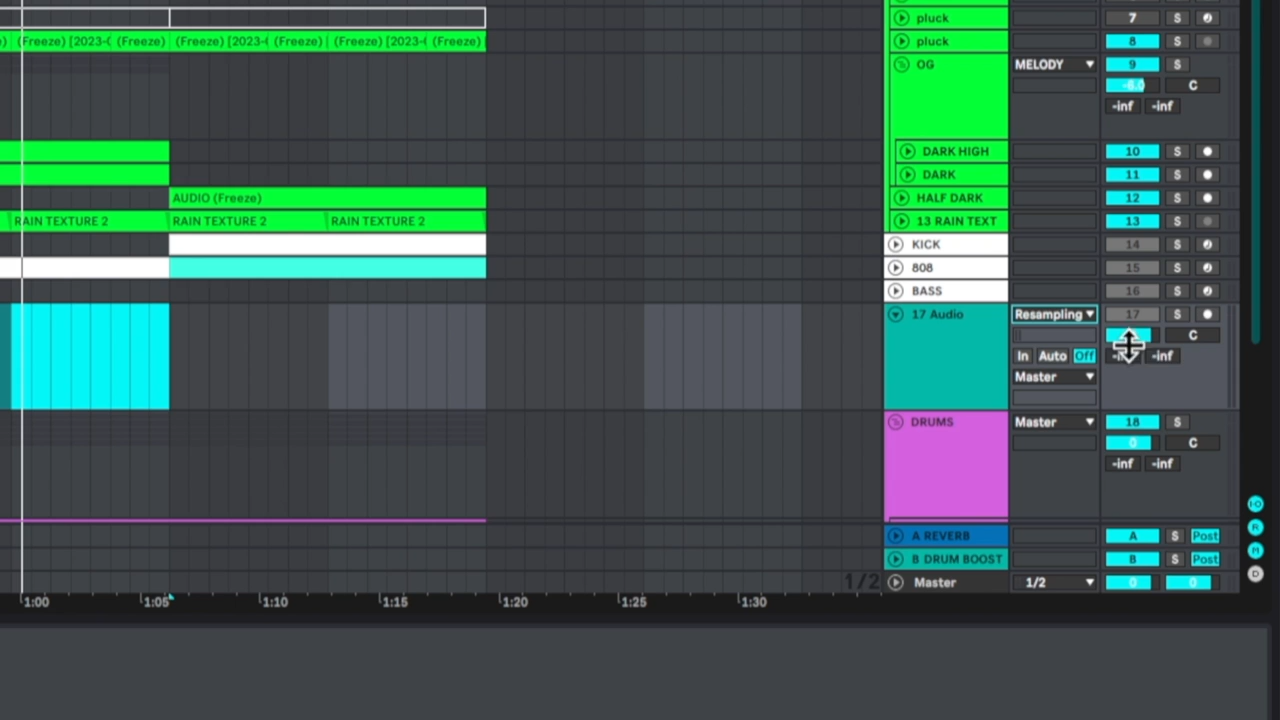 pluck 7 S
(Freeze) [2023-( (Freeze) (Freeze) [2023-( (Freeze) (Freeze) [2023-( (Freeze) pluck 8 S
OG MELODY 9 S
-6.0 C
-inf -inf
DARK HIGH 10 S
DARK 11 S
AUDIO (Freeze) HALF DARK 12 S
RAIN TEXTURE 2 RAIN TEXTURE 2 RAIN TEXTURE 2 13 RAIN TEXT 13 S
KICK 14 S
808 15 S
BASS 16 S
17 Audio Resampling 17 S
C
In Auto Off -inf
Master
DRUMS Master 18 S
0 C
-inf -inf
A REVERB A S Post
B DRUM BOOST B S Post
1/2 Master 1/2 0 0
1:00 1:05 1:10 1:15 1:20 1:25 1:30
I-O
R
M
D